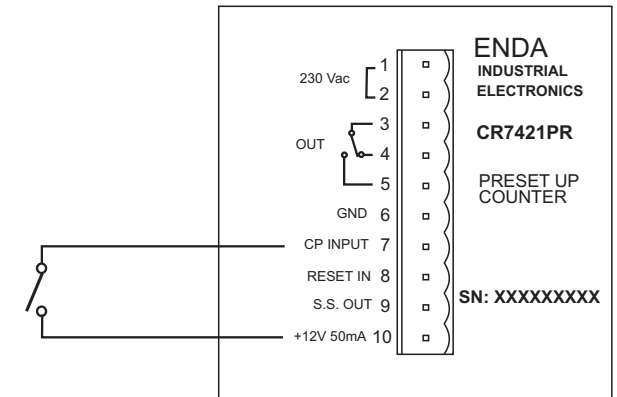 ENDA
INDUSTRIAL
ELECTRONICS
CR7421PR
PRESET UP
COUNTER
SN: XXXXXXXXX
230 Vac
1
2
OUT
3
4
5
GND 6
CP INPUT 7
RESET IN 8
S.S. OUT 9
+12V 50mA 10